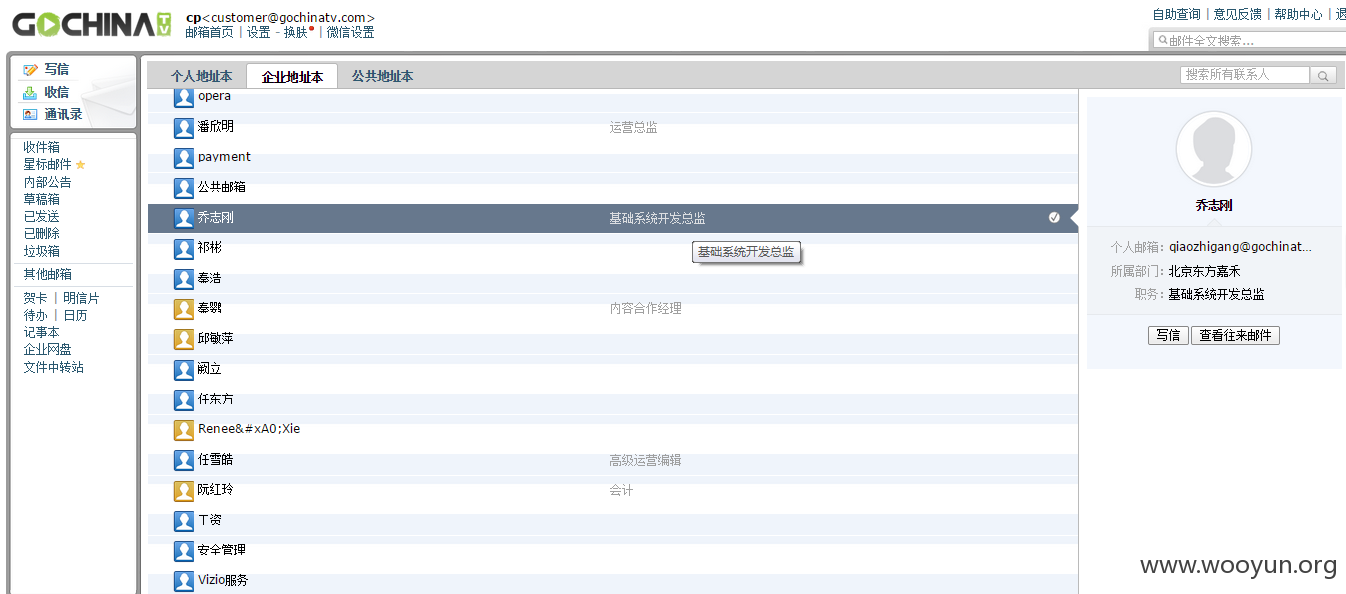 GOCHINA TV
cp<customer@gochinatv.com>
邮箱首页 | 设置 - 换肤 | 微信设置
自助查询 | 意见反馈 | 帮助中心 | 退
邮件全文搜索...
写信
收信
通讯录
收件箱
星标邮件
内部公告
草稿箱
已发送
已删除
垃圾箱
其他邮箱
贺卡 | 明信片
待办 | 日历
记事本
企业网盘
文件中转站
个人地址本 企业地址本 公共地址本
搜索所有联系人
opera
潘欣明 运营总监
payment
公共邮箱
乔志刚 基础系统开发总监
祁彬
基础系统开发总监
秦浩
秦鹦 内容合作经理
邱敏萍
阙立
任东方
Renee&#xA0;Xie
任雪皓 高级运营编辑
阮红玲 会计
工资
安全管理
Vizio服务
乔志刚
个人邮箱: qiaozhigang@gochinat...
所属部门: 北京东方嘉禾
职务: 基础系统开发总监
写信 查看往来邮件
www.wooyun.org